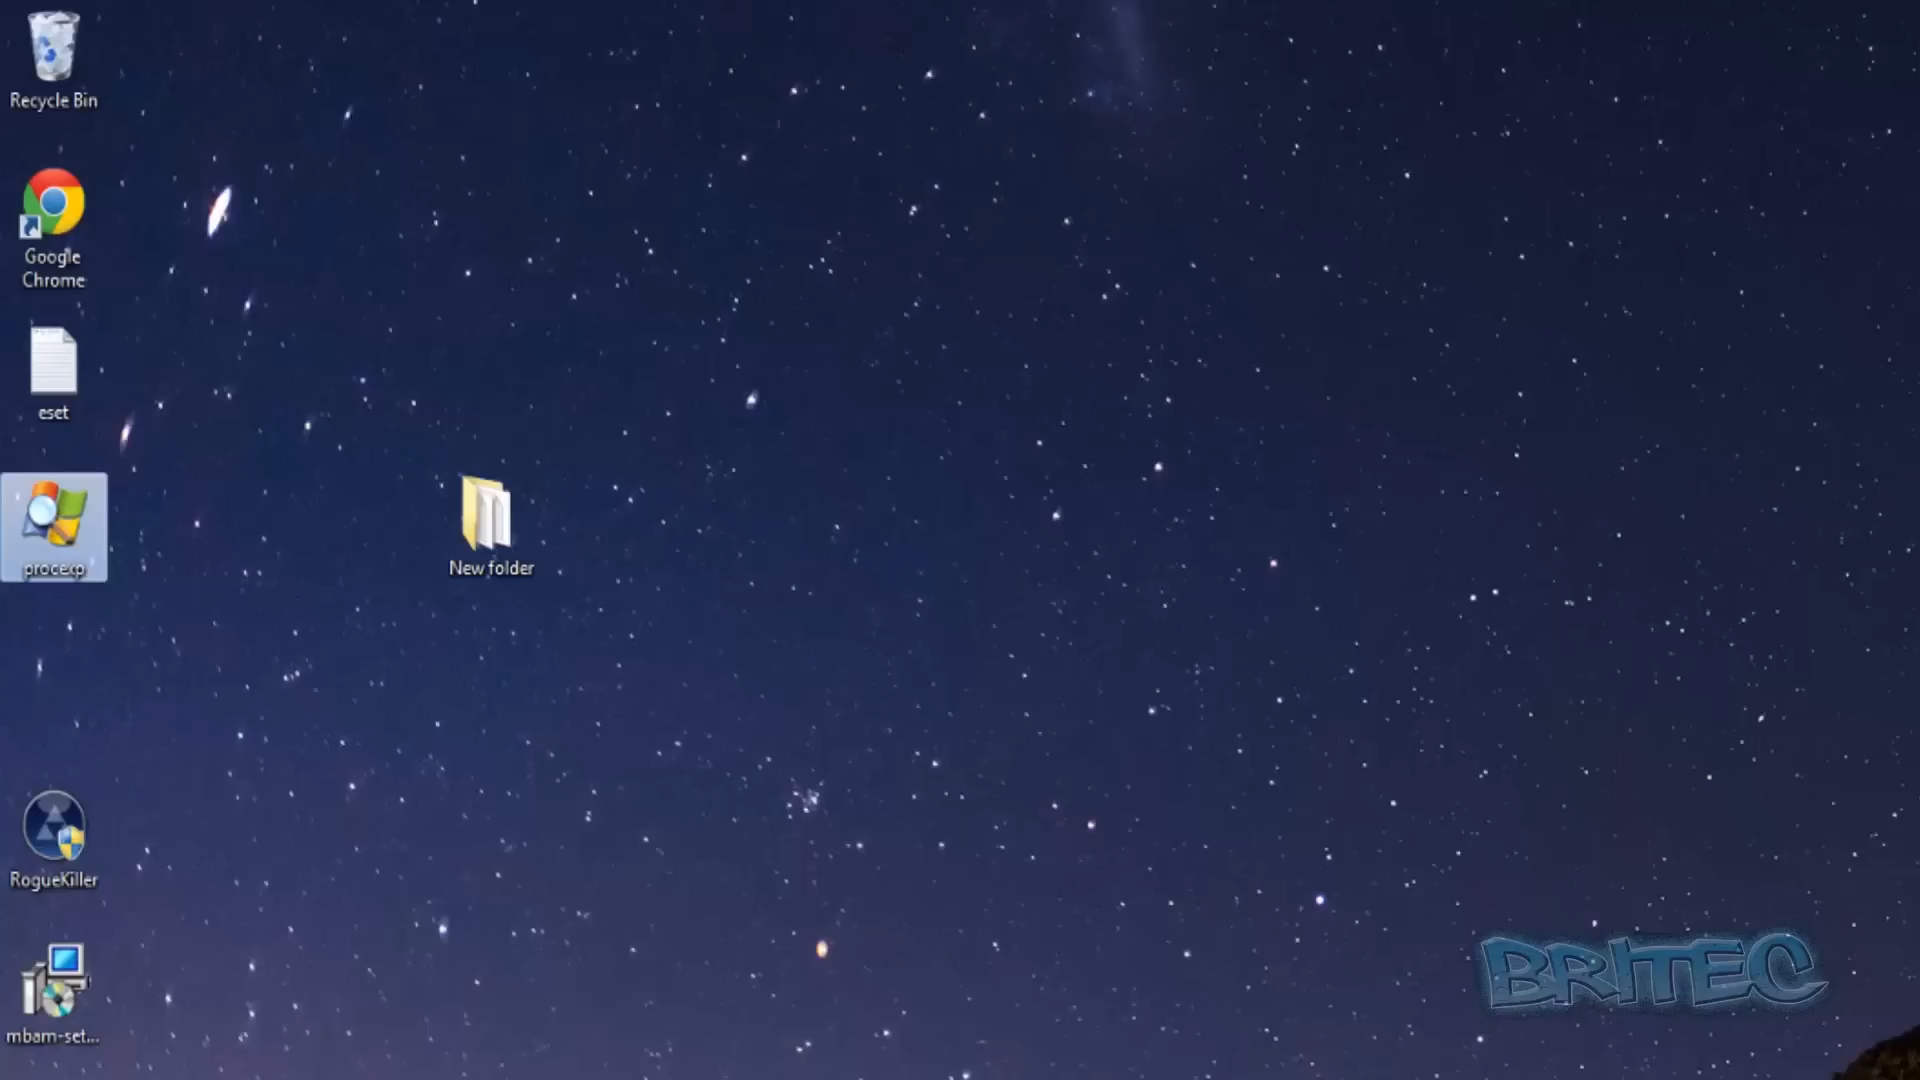 Recycle Bin
Google
Chrome
eset
procexp
New folder
RogueKiller
mbam-set...
BRITEC